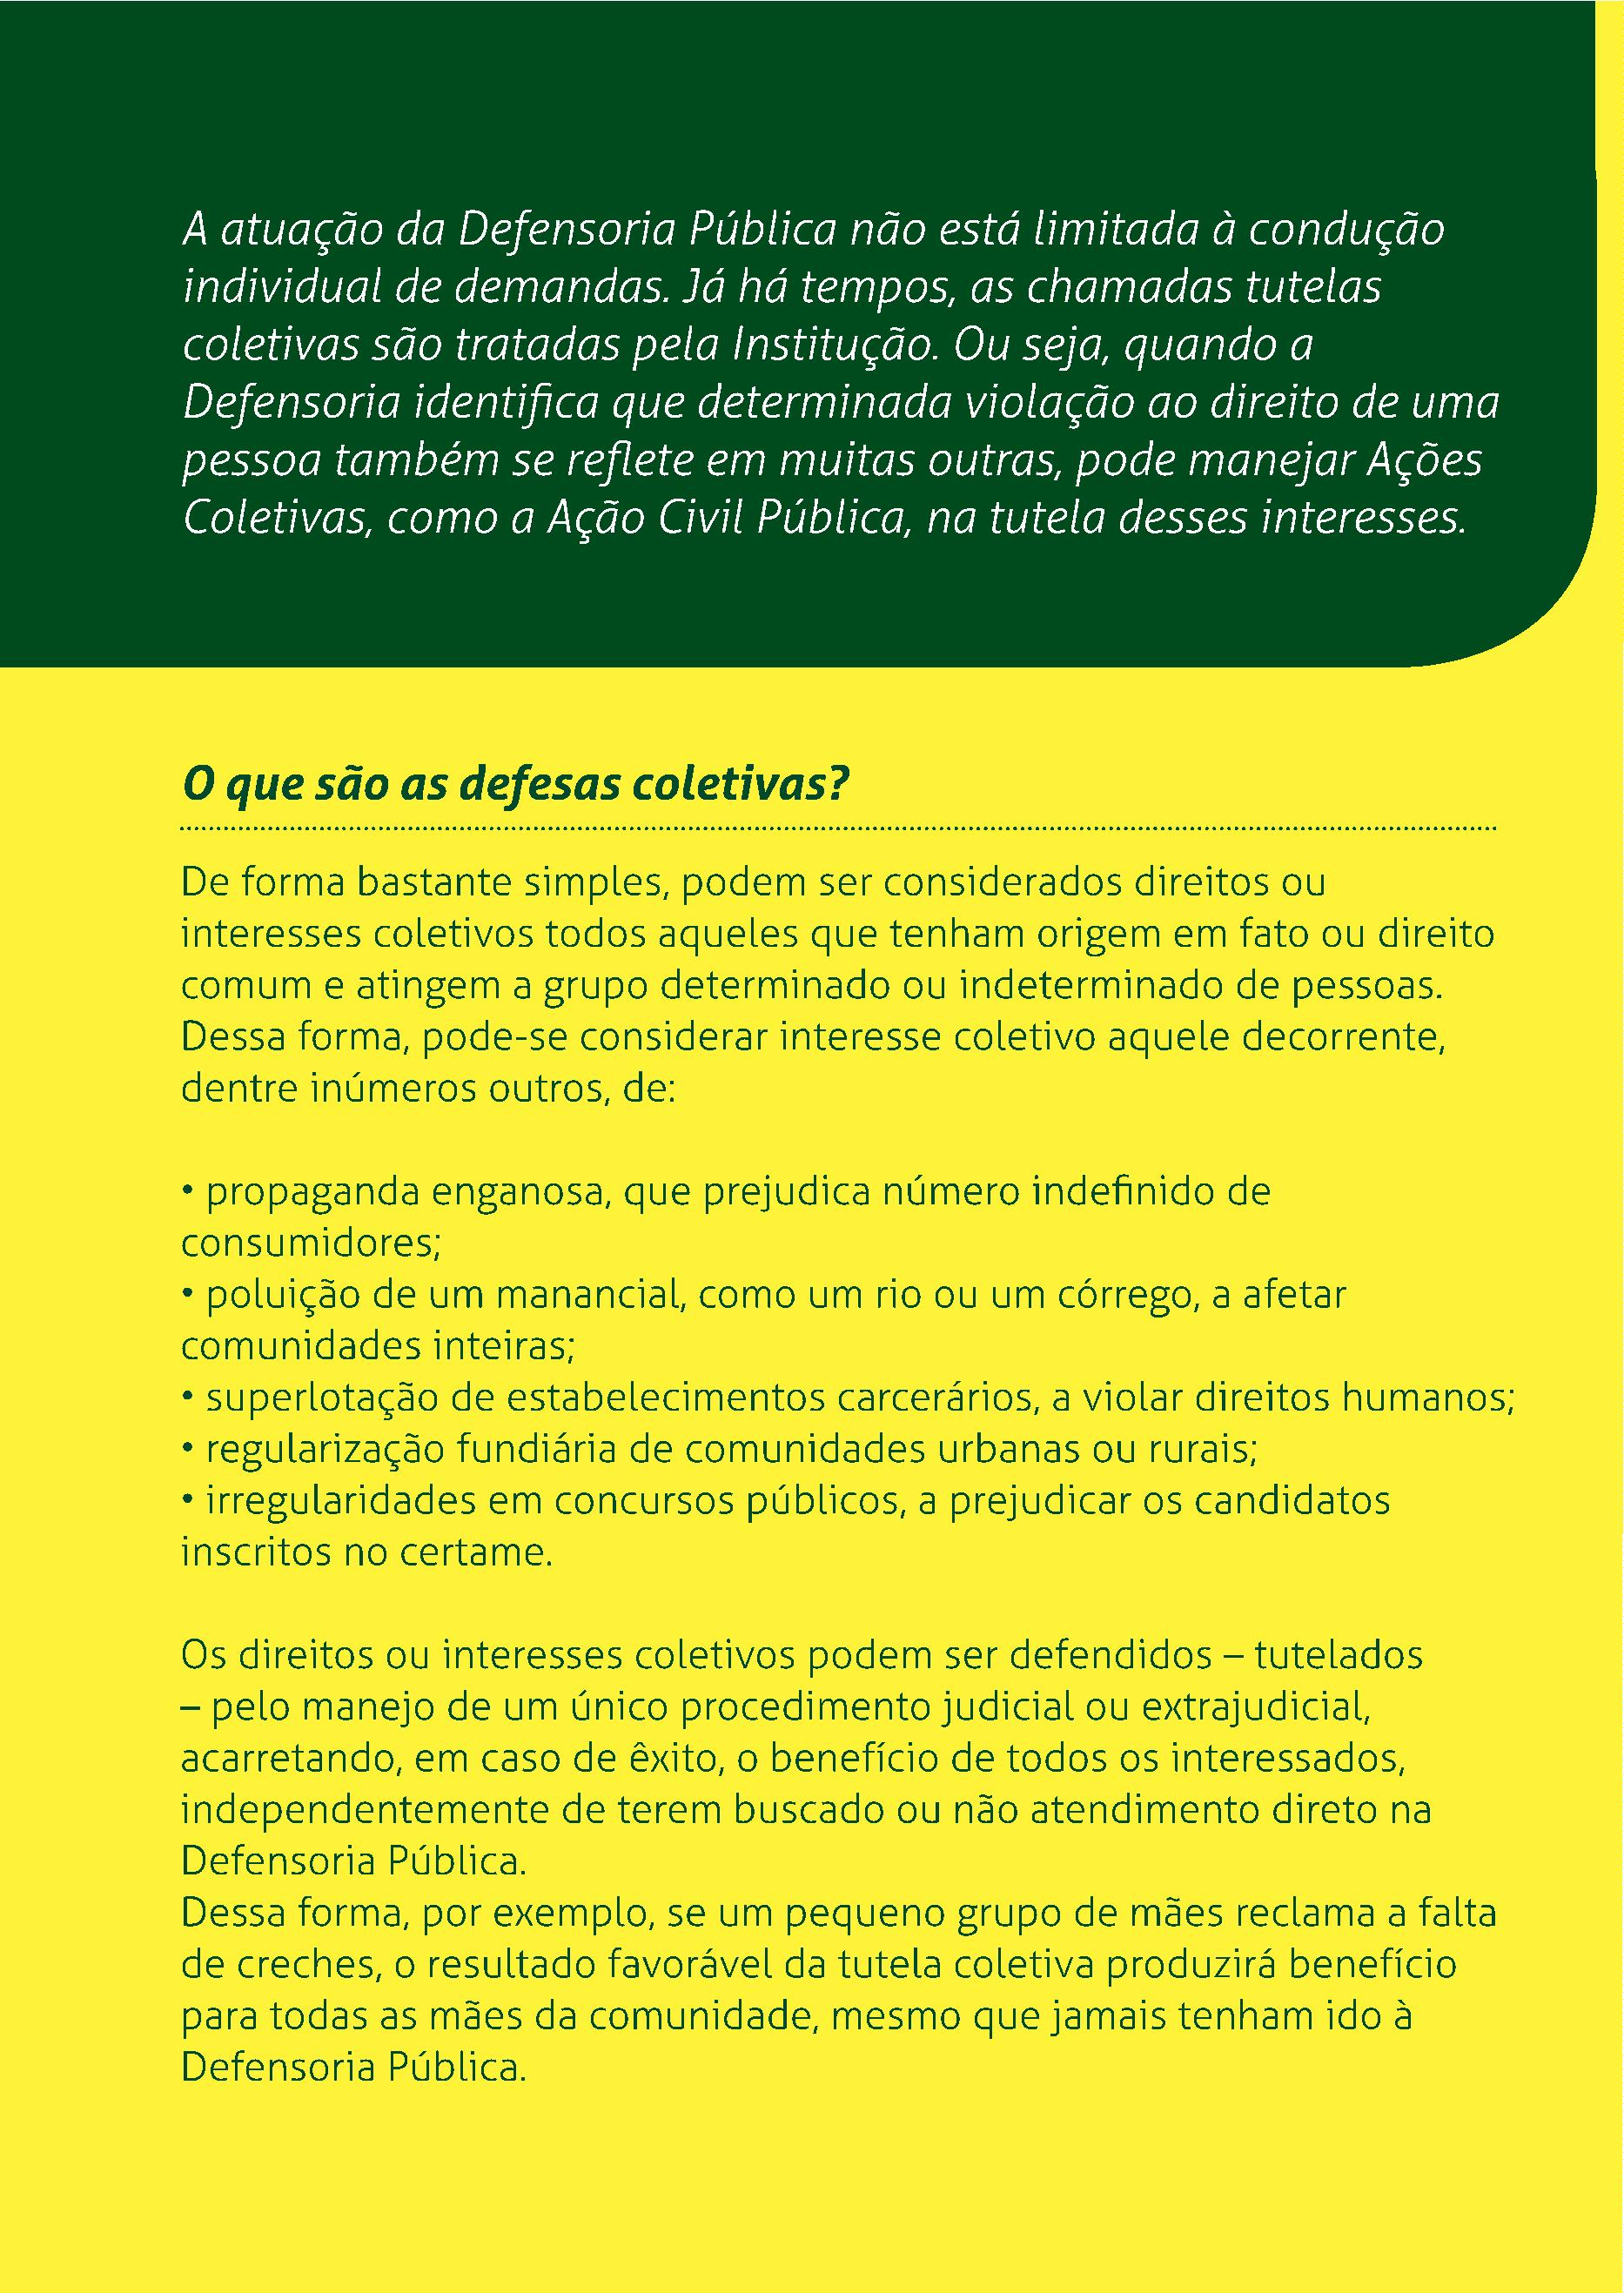 A atuação da Defensoria Pública não está limitada à condução
individual de demandas. Já há tempos, as chamadas tutelas
coletivas são tratadas pela Institução. Ou seja, quando a
Defensoria identifica que determinada violação ao direito de uma
pessoa também se reflete em muitas outras, pode manejar Ações
Coletivas, como a Ação Civil Pública, na tutela desses interesses.
O que são as defesas coletivas?
De forma bastante simples, podem ser considerados direitos ou
interesses coletivos todos aqueles que tenham origem em fato ou direito
comum e atingem a grupo determinado ou indeterminado de pessoas.
Dessa forma, pode-se considerar interesse coletivo aquele decorrente,
dentre inúmeros outros, de:
• propaganda enganosa, que prejudica número indefinido de
consumidores;
• poluição de um manancial, como um rio ou um córrego, a afetar
comunidades inteiras;
• superlotação de estabelecimentos carcerários, a violar direitos humanos;
• regularização fundiária de comunidades urbanas ou rurais;
• irregularidades em concursos públicos, a prejudicar os candidatos
inscritos no certame.
Os direitos ou interesses coletivos podem ser defendidos – tutelados
– pelo manejo de um único procedimento judicial ou extrajudicial,
acarretando, em caso de êxito, o benefício de todos os interessados,
independentemente de terem buscado ou não atendimento direto na
Defensoria Pública.
Dessa forma, por exemplo, se um pequeno grupo de mães reclama a falta
de creches, o resultado favorável da tutela coletiva produzirá benefício
para todas as mães da comunidade, mesmo que jamais tenham ido à
Defensoria Pública.